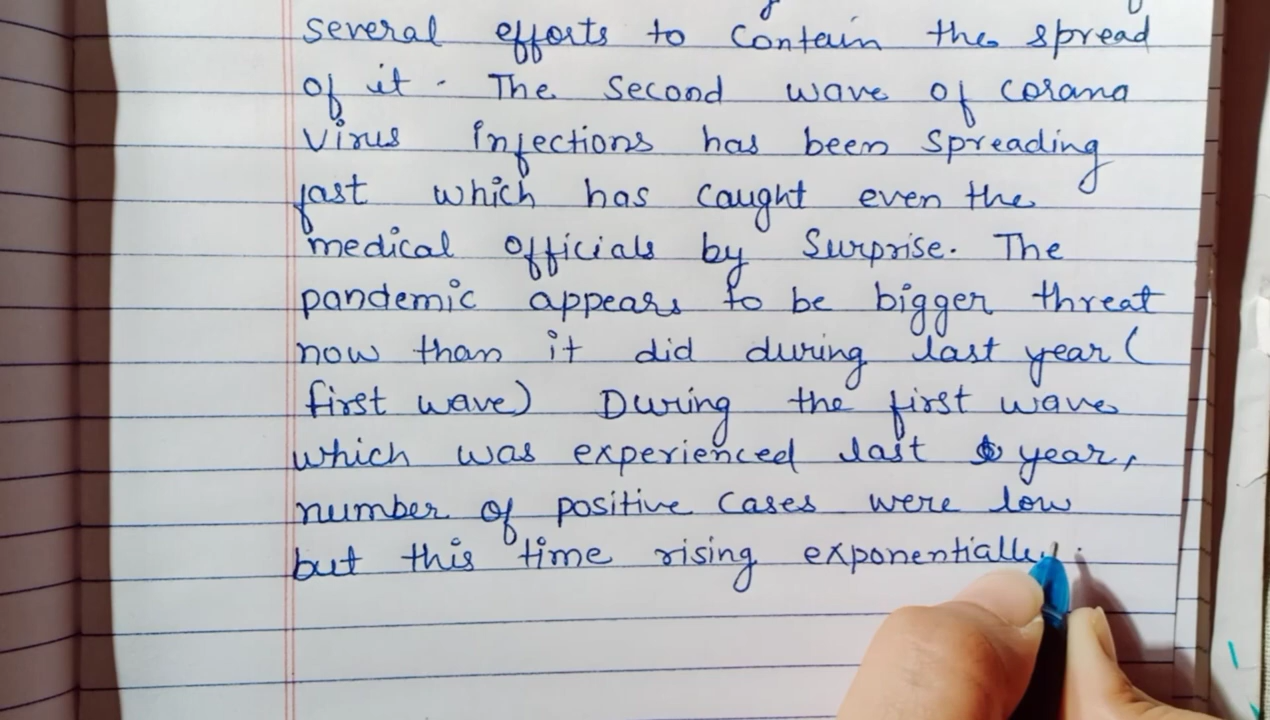 several efforts to contain the spread
of it. The second wave of corona
virus infections has been spreading
fast which has caught even the
medical officials by surprise. The
pandemic appears to be bigger threat
now than it did during last year (
first wave) During the first wave
which was experienced last year,
number of positive cases were low
but this time rising exponentially